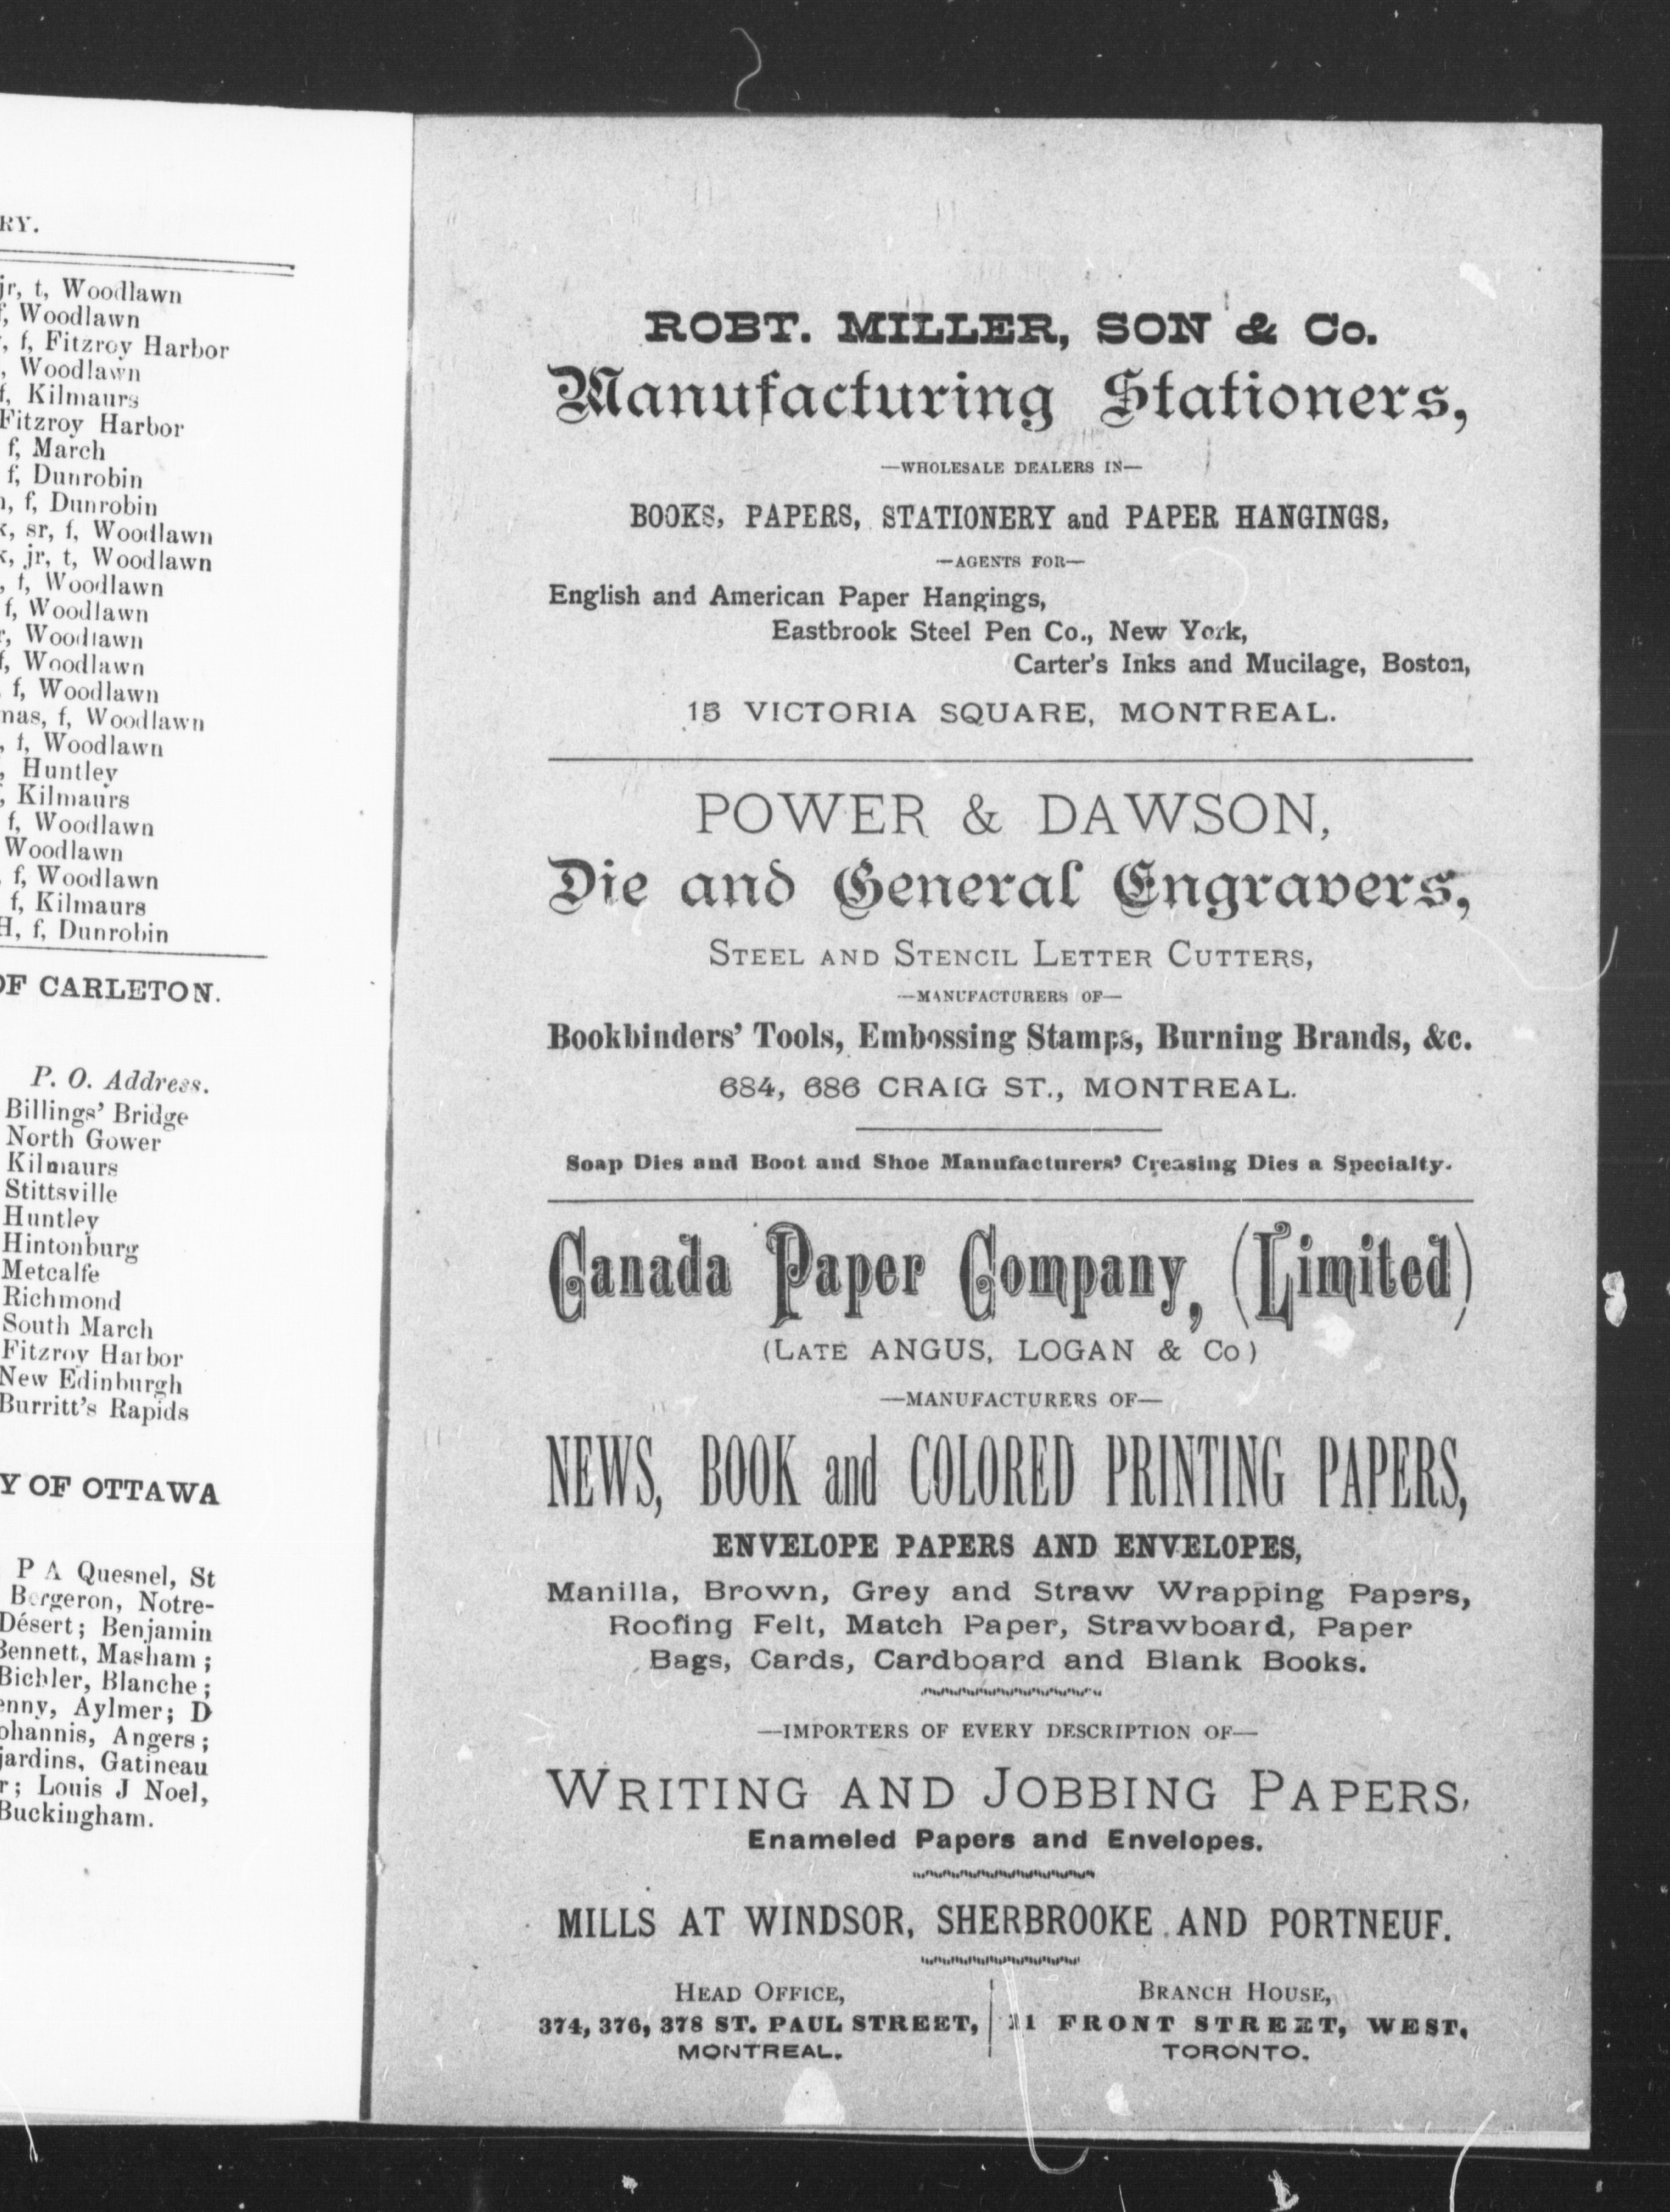 RY.
jr, t, Woodlawn
f, Woodlawn
, f, Fitzroy Harbor
, Woodlawn
f, Kilmaurs
Fitzroy Harbor
f, March
f, Dunrobin
, f, Dunrobin
, sr, f, Woodlawn
, jr, t, Woodlawn
, t, Woodlawn
f, Woodlawn
, Woodlawn
f, Woodlawn
f, Woodlawn
mas, f, Woodlawn
, t, Woodlawn
, Huntley
, Kilmaurs
f, Woodlawn
Woodlawn
f, Woodlawn
f, Kilmaurs
H, f, Dunrobin
OF CARLETON.
P. O. Address.
Billings' Bridge
North Gower
Kilmaurs
Stittsville
Huntley
Hintonburg
Metcalfe
Richmond
South March
Fitzroy Harbor
New Edinburgh
Burritt's Rapids
Y OF OTTAWA
P A Quesnel, St
Bergeron, Notre-
Désert; Benjamin
Bennett, Masham;
Bichler, Blanche;
enny, Aylmer; D
ohannis, Angers;
jardins, Gatineau
r; Louis J Noel,
Buckingham.
ROBT. MILLER, SON & Co.
Manufacturing Stationers,
—WHOLESALE DEALERS IN—
BOOKS, PAPERS, STATIONERY and PAPER HANGINGS,
—AGENTS FOR—
English and American Paper Hangings,
Eastbrook Steel Pen Co., New York,
Carter's Inks and Mucilage, Boston,
15 VICTORIA SQUARE, MONTREAL.
POWER & DAWSON,
Die and General Engravers,
STEEL AND STENCIL LETTER CUTTERS,
—MANUFACTURERS OF—
Bookbinders' Tools, Embossing Stamps, Burning Brands, &c.
684, 686 CRAIG ST., MONTREAL.
Soap Dies and Boot and Shoe Manufacturers' Creasing Dies a Specialty.
Canada Paper Company, (Limited)
(LATE ANGUS, LOGAN & Co)
—MANUFACTURERS OF—
NEWS, BOOK and COLORED PRINTING PAPERS,
ENVELOPE PAPERS AND ENVELOPES,
Manilla, Brown, Grey and Straw Wrapping Papers,
Roofing Felt, Match Paper, Strawboard, Paper
Bags, Cards, Cardboard and Blank Books.
—IMPORTERS OF EVERY DESCRIPTION OF—
WRITING AND JOBBING PAPERS,
Enameled Papers and Envelopes.
MILLS AT WINDSOR, SHERBROOKE AND PORTNEUF.
HEAD OFFICE,
374, 376, 378 ST. PAUL STREET,
MONTREAL.
BRANCH HOUSE,
FRONT STREET, WEST,
TORONTO.